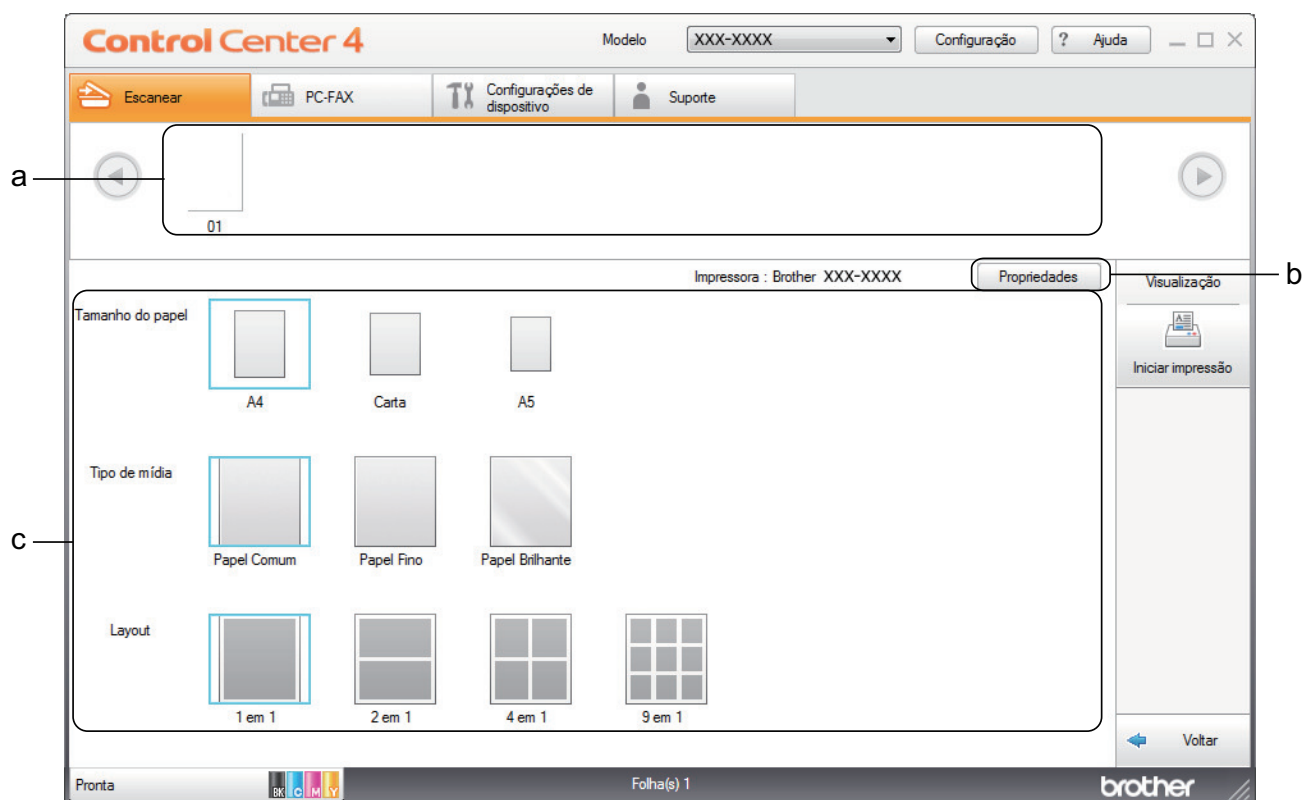 Control Center 4 Modelo XXX-XXXX Configuração ? Ajuda
Escanear PC-FAX Configurações de dispositivo Suporte
a
01
Impressora : Brother XXX-XXXX Propriedades
b
Visualização
Iniciar impressão
c
Tamanho do papel
A4 Carta A5
Tipo de mídia
Papel Comum Papel Fino Papel Brilhante
Layout
1 em 1 2 em 1 4 em 1 9 em 1
Voltar
Pronta BK C M Y Folha(s) 1 brother